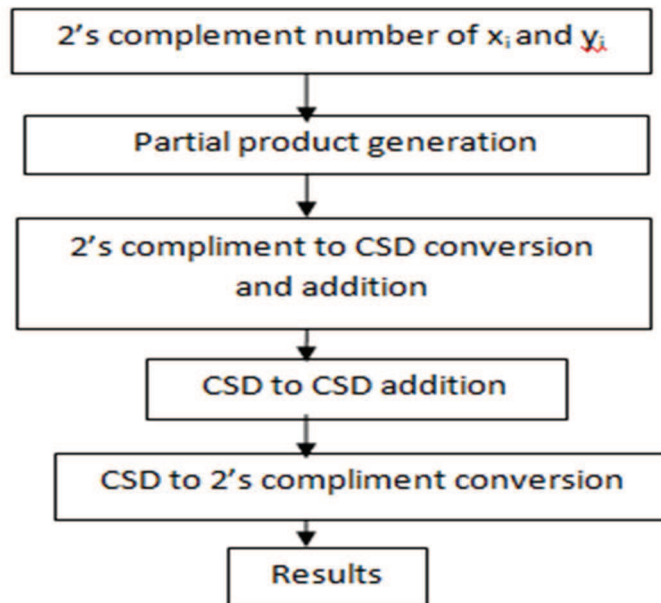 2’s complement number of xᵢ and yᵢ
Partial product generation
2’s compliment to CSD conversion
and addition
CSD to CSD addition
CSD to 2’s compliment conversion
Results